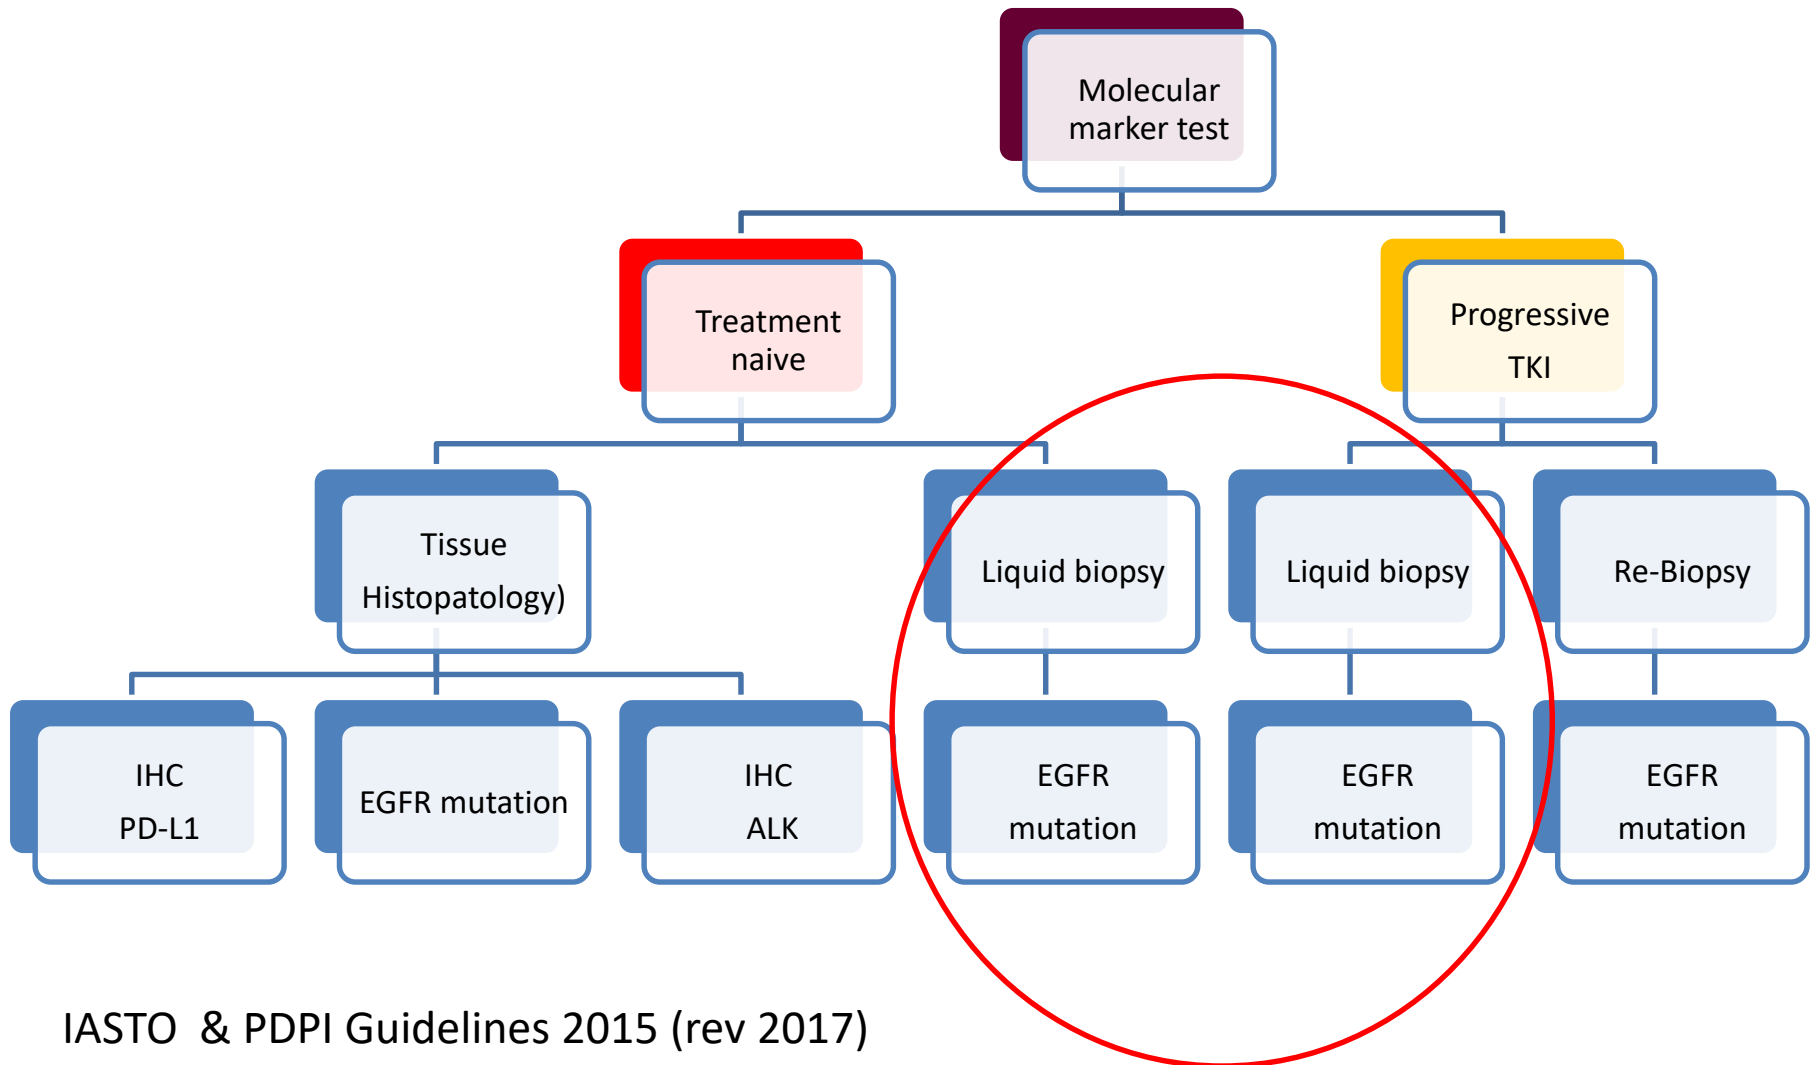 Molecular
marker test
Treatment
naive
Progressive
TKI
Tissue
Histopatology)
Liquid biopsy
Liquid biopsy
Re-Biopsy
IHC
PD-L1
EGFR mutation
IHC
ALK
EGFR
mutation
EGFR
mutation
EGFR
mutation
IASTO & PDPI Guidelines 2015 (rev 2017)